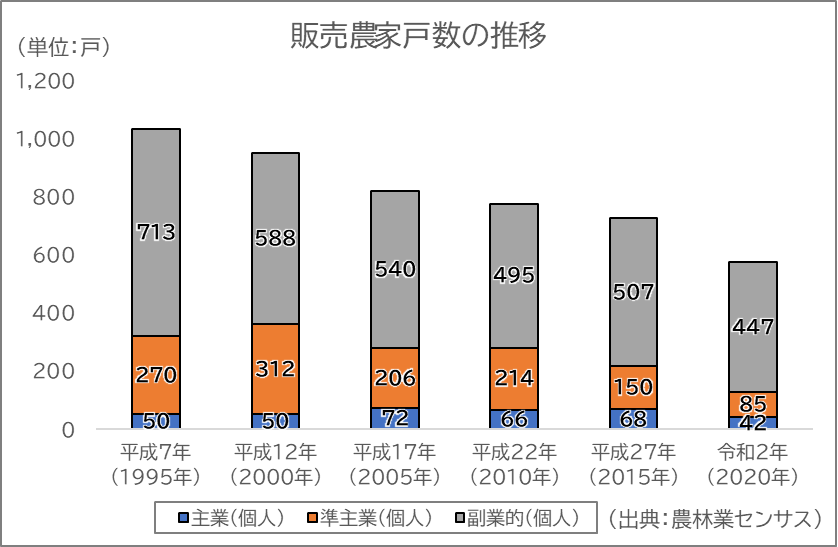 販売農家戸数の推移
（単位：戸）
1,200
1,000
800
600
400
200
0
713 588 540 495 507 447
270 312 206 214 150 85
50 50 72 66 68 42
平成7年 平成12年 平成17年 平成22年 平成27年 令和2年
（1995年） （2000年） （2005年） （2010年） （2015年） （2020年）
主業（個人） 準主業（個人） 副業的（個人） （出典：農林業センサス）